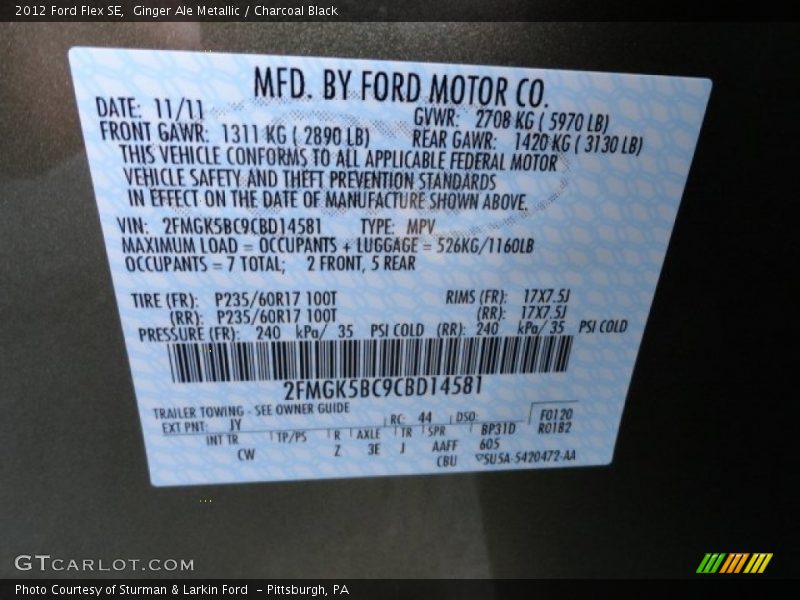 2012 Ford Flex SE,  Ginger Ale Metallic / Charcoal Black
MFD. BY FORD MOTOR CO.
DATE: 11/11 GVWR: 2708 KG ( 5970 LB)
FRONT GAWR: 1311 KG ( 2890 LB) REAR GAWR: 1420 KG ( 3130 LB)
THIS VEHICLE CONFORMS TO ALL APPLICABLE FEDERAL MOTOR
VEHICLE SAFETY AND THEFT PREVENTION STANDARDS
IN EFFECT ON THE DATE OF MANUFACTURE SHOWN ABOVE.
VIN: 2FMGK5BC9CBD14581 TYPE: MPV
MAXIMUM LOAD = OCCUPANTS + LUGGAGE = 526KG/1160LB
OCCUPANTS = 7 TOTAL; 2 FRONT, 5 REAR
TIRE (FR): P235/60R17 100T RIMS (FR): 17X7.5J
(RR): P235/60R17 100T (RR): 17X7.5J
PRESSURE (FR): 240 kPa/ 35 PSI COLD (RR): 240 kPa/ 35 PSI COLD
2FMGK5BC9CBD14581
TRAILER TOWING - SEE OWNER GUIDE
EXT PNT: JY RC: 44 DSO: F0120
R0182
INT TR TP/PS R AXLE TR SPR BP31D
CW Z 3E J AAFF 605
CBU ▽SU5A-5420472-AA
GTCARLOT.COM
Photo Courtesy of Sturman & Larkin Ford  - Pittsburgh, PA